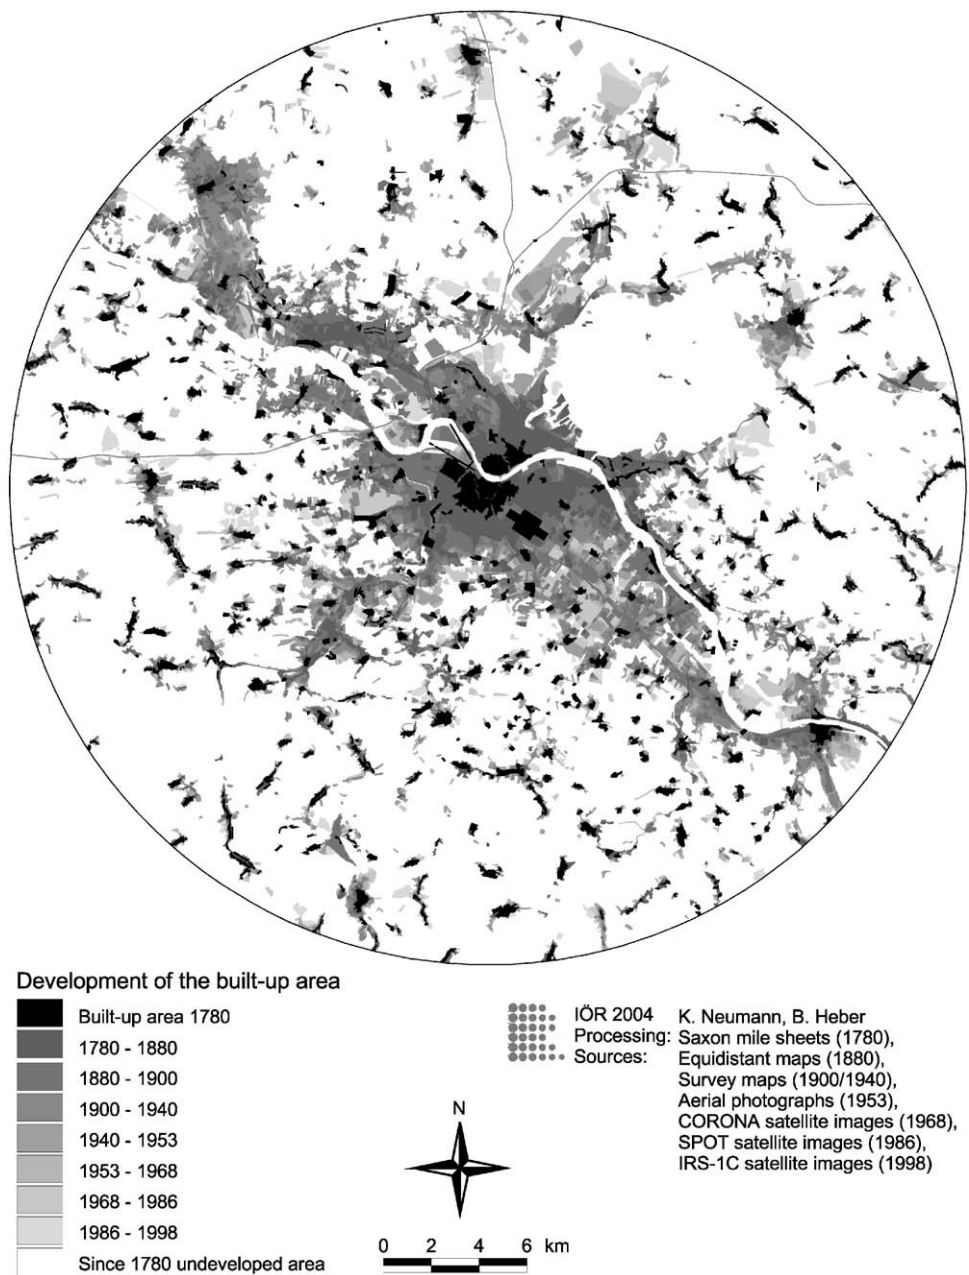 Development of the built-up area
Built-up area 1780
1780 - 1880
1880 - 1900
1900 - 1940
1940 - 1953
1953 - 1968
1968 - 1986
1986 - 1998
Since 1780 undeveloped area
N
0 2 4 6 km
IÖR 2004 K. Neumann, B. Heber
Processing: Saxon mile sheets (1780),
Sources: Equidistant maps (1880),
Survey maps (1900/1940),
Aerial photographs (1953),
CORONA satellite images (1968),
SPOT satellite images (1986),
IRS-1C satellite images (1998)